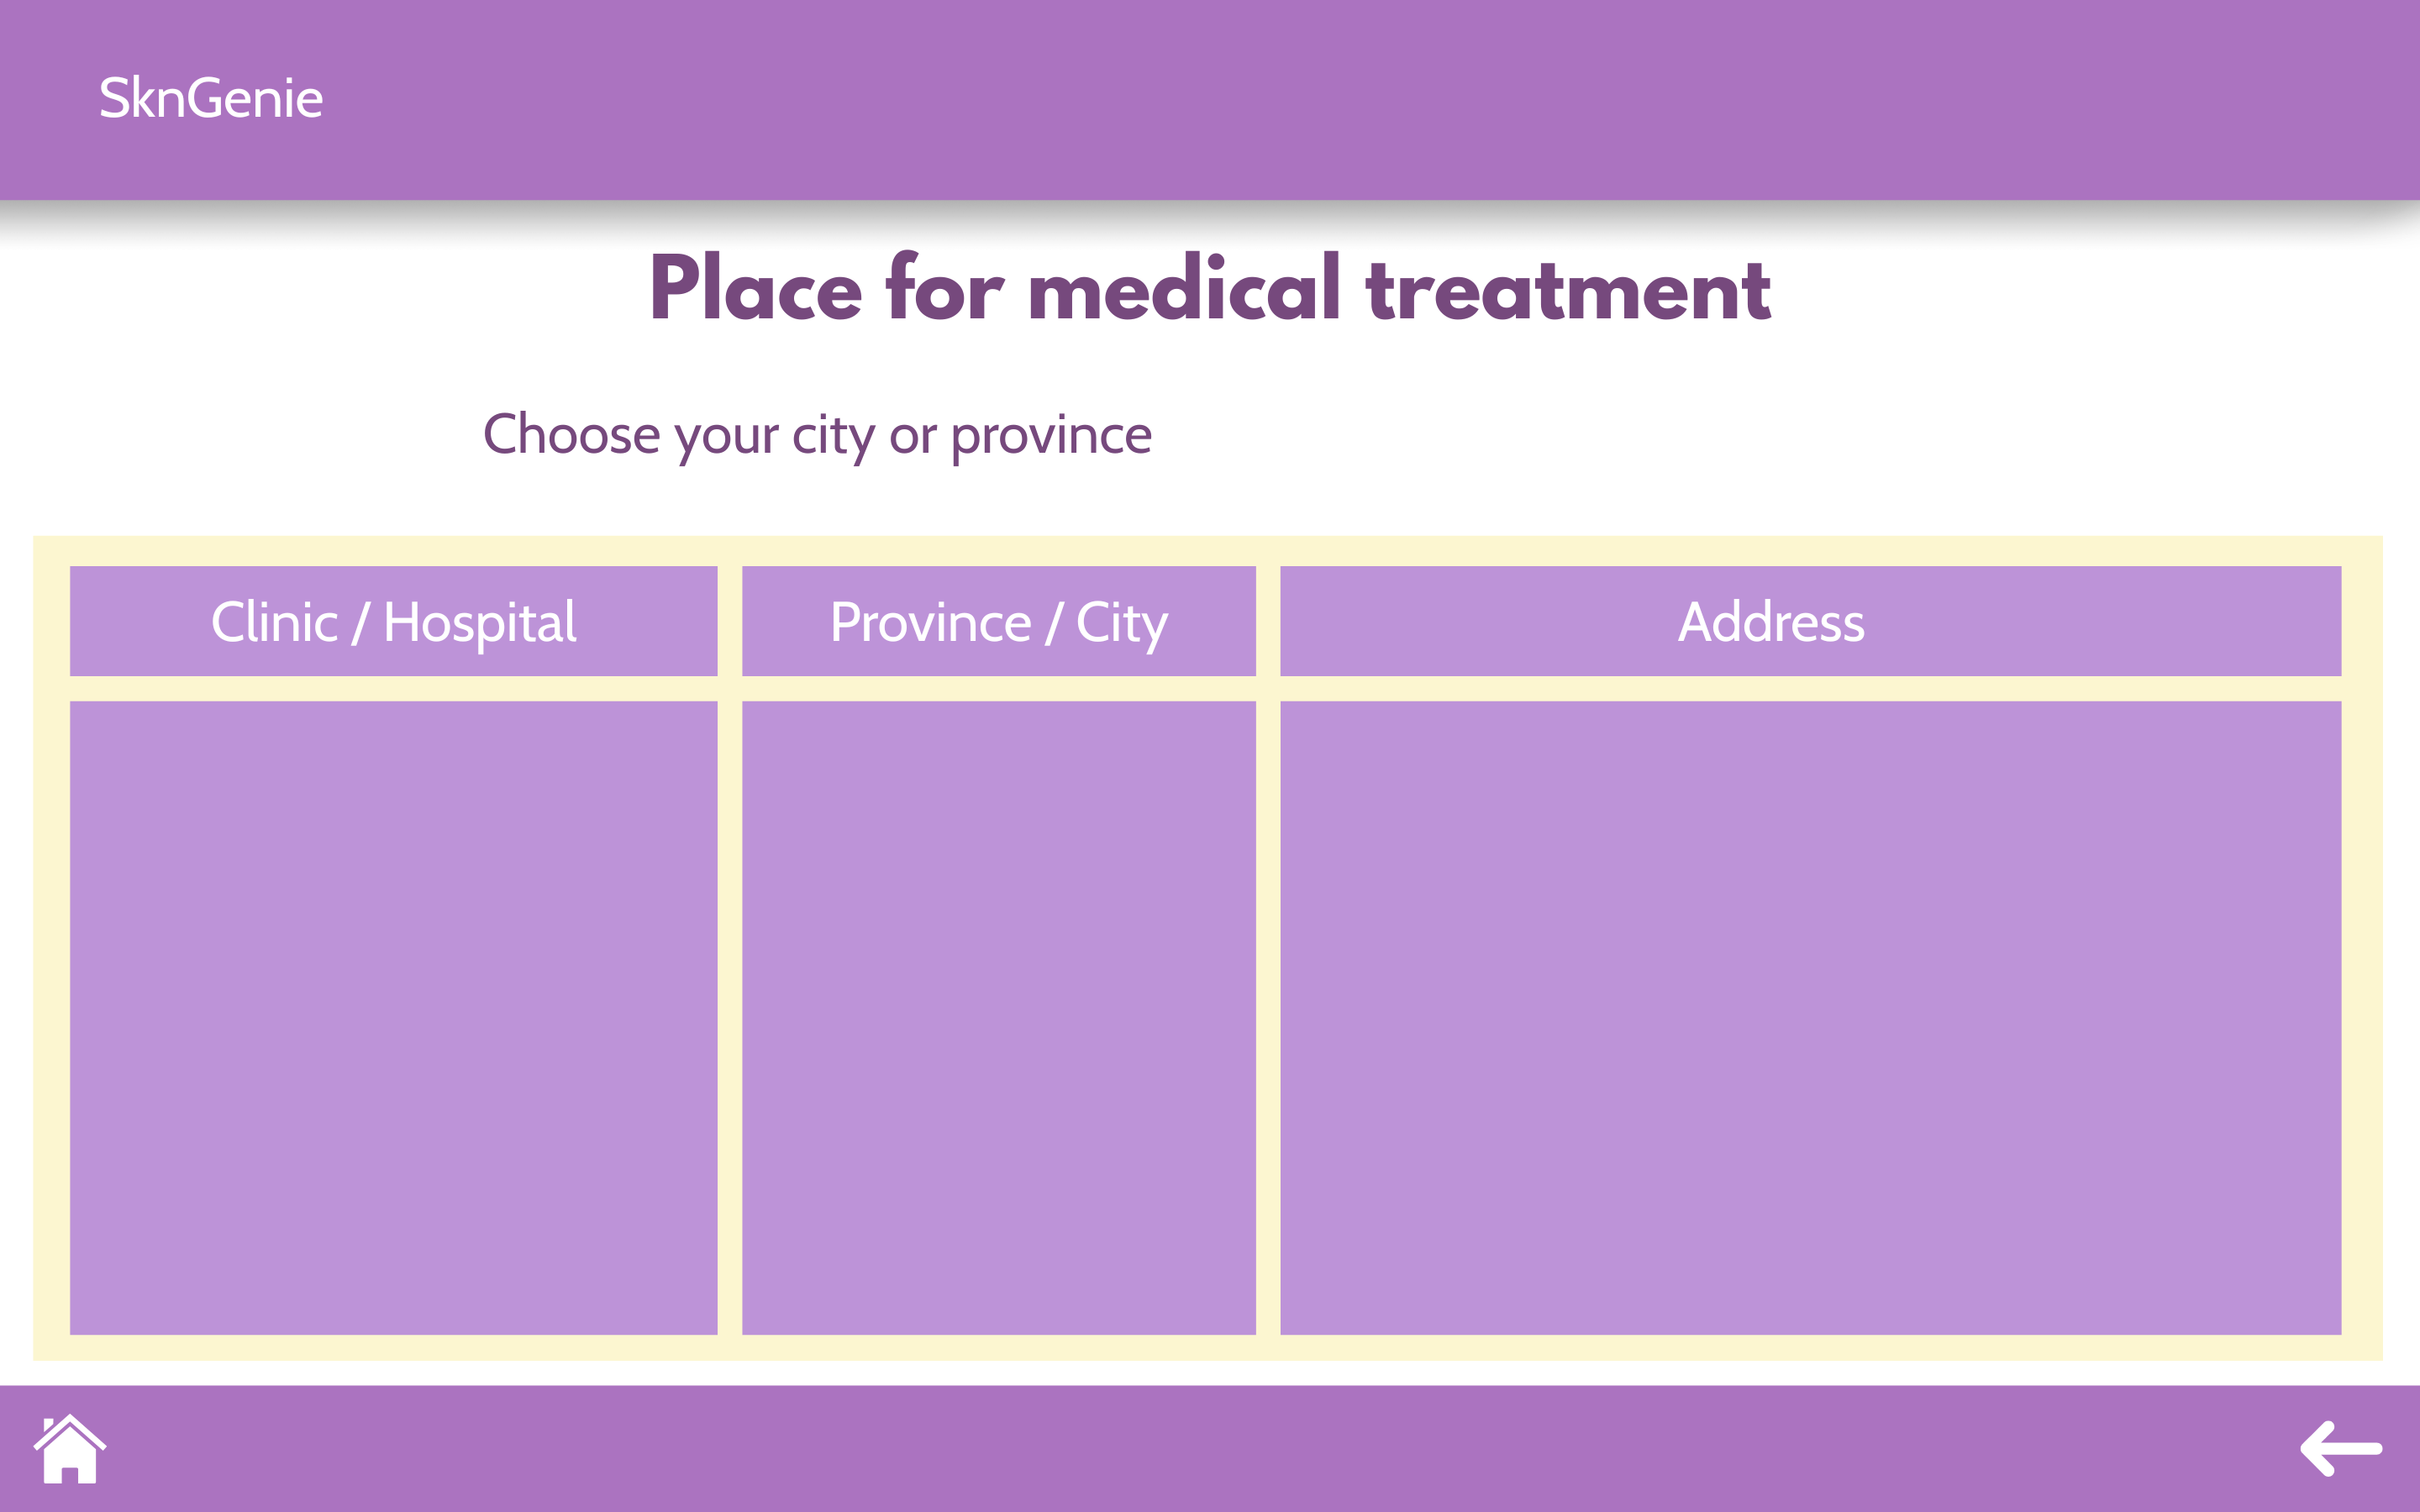 SknGenie
Place for medical treatment
Choose your city or province
Clinic / Hospital
Province / City
Address